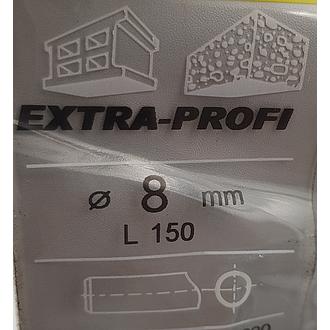 EXTRA-PROFI
ø 8 mm
L 150